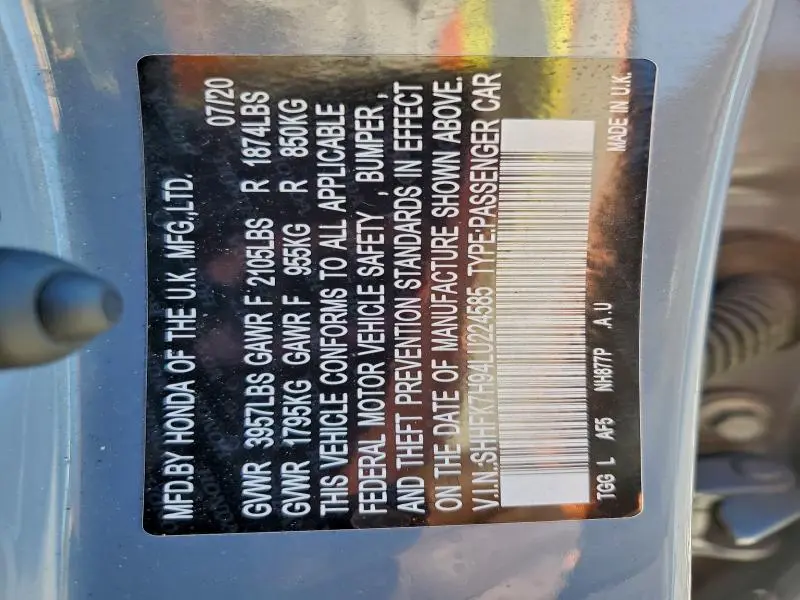 MFD.BY HONDA OF THE U.K. MFG.,LTD. 07/20
GVWR 3957LBS GAWR F 2105LBS R 1874LBS
GVWR 1795KG GAWR F 955KG R 850KG
THIS VEHICLE CONFORMS TO ALL APPLICABLE
FEDERAL MOTOR VEHICLE SAFETY , BUMPER ,
AND THEFT PREVENTION STANDARDS IN EFFECT
ON THE DATE OF MANUFACTURE SHOWN ABOVE.
V.I.N.:SHHFK7H94LU224585 TYPE:PASSENGER CAR
TGG L AF5 NH877P A.U MADE IN U.K.